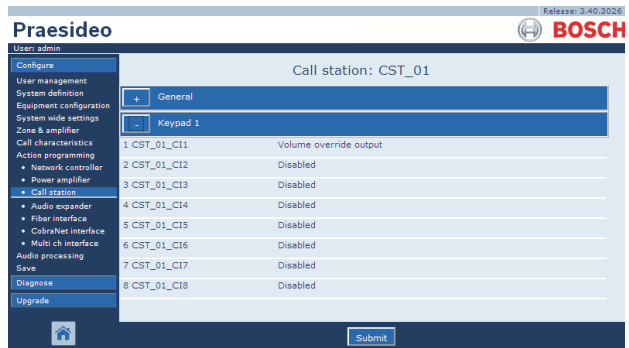 Release: 3.40.3026
Praesideo
BOSCH
User: admin
Configure
User management
System definition
Equipment configuration
System wide settings
Zone & amplifier
Call characteristics
Action programming
• Network controller
• Power amplifier
• Call station
• Audio expander
• Fiber interface
• CobraNet interface
• Multi ch interface
Audio processing
Save
Diagnose
Upgrade
Call station: CST_01
+ General
- Keypad 1
1 CST_01_CI1 Volume override output
2 CST_01_CI2 Disabled
3 CST_01_CI3 Disabled
4 CST_01_CI4 Disabled
5 CST_01_CI5 Disabled
6 CST_01_CI6 Disabled
7 CST_01_CI7 Disabled
8 CST_01_CI8 Disabled
Submit